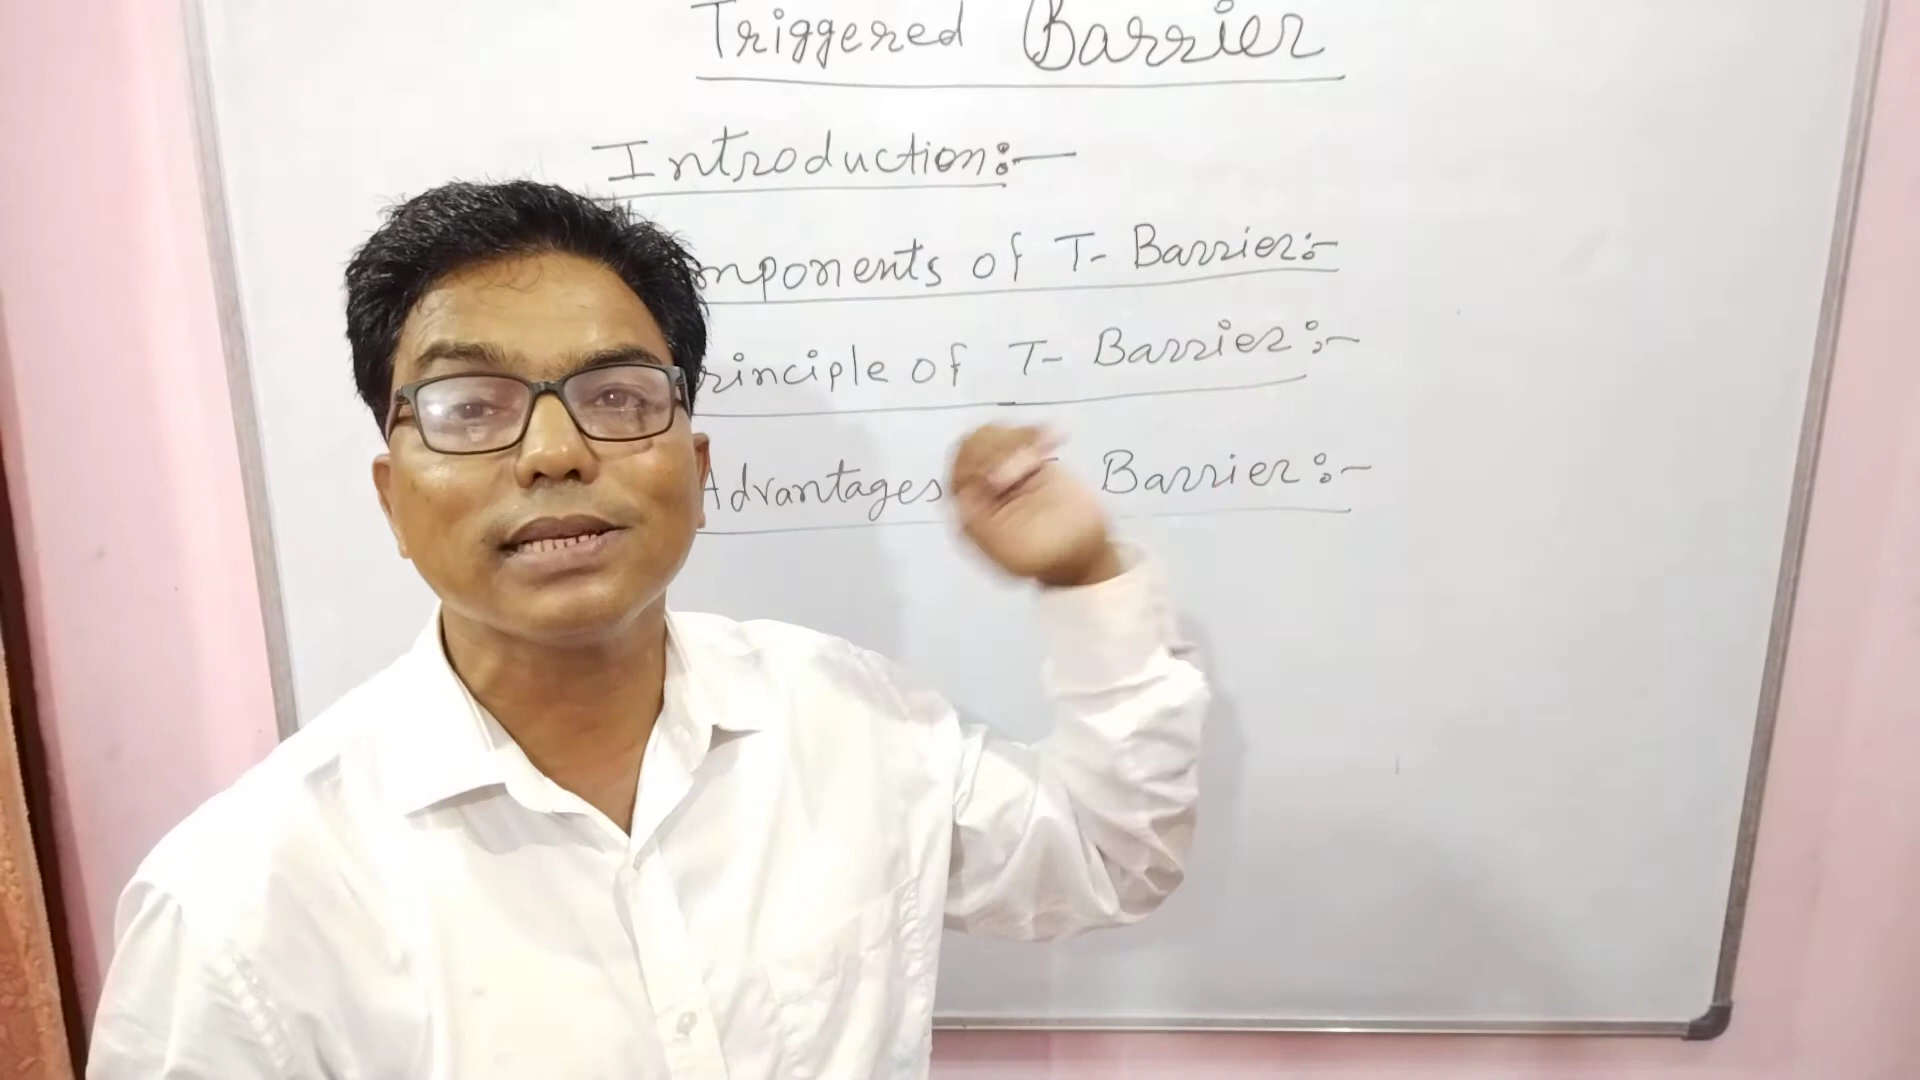 Triggered Barrier
Introduction:-
mponents of T- Barrier:-
rinciple of T- Barrier:-
Advantages Barrier:-